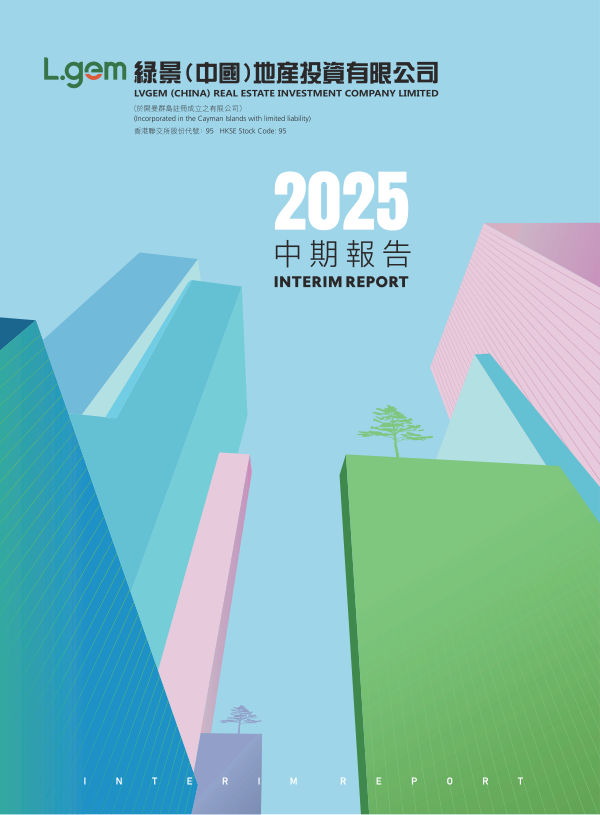 L.gem 綠景(中國)地產投資有限公司
LVGEM (CHINA) REAL ESTATE INVESTMENT COMPANY LIMITED
(於開曼群島註冊成立之有限公司)
(Incorporated in the Cayman Islands with limited liability)
香港聯交所股份代號: 95 HKSE Stock Code: 95
2025
中期報告
INTERIM REPORT
INTERIM REPORT